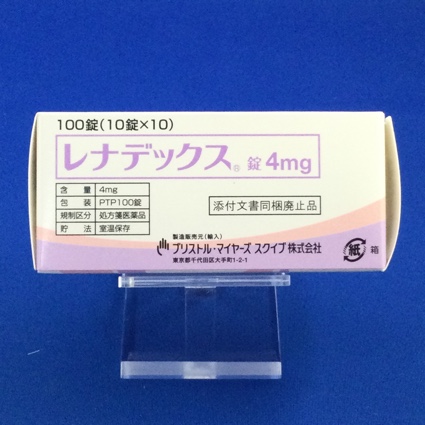 100錠(10錠×10)
レナデックス®錠4mg
含 量 4mg
包 装 PTP100錠
規制区分 処方箋医薬品
貯 法 室温保存
添付文書同梱廃止品
製造販売元(輸入)
ブリストル・マイヤーズ スクイブ株式会社
東京都千代田区大手町1-2-1
紙 箱